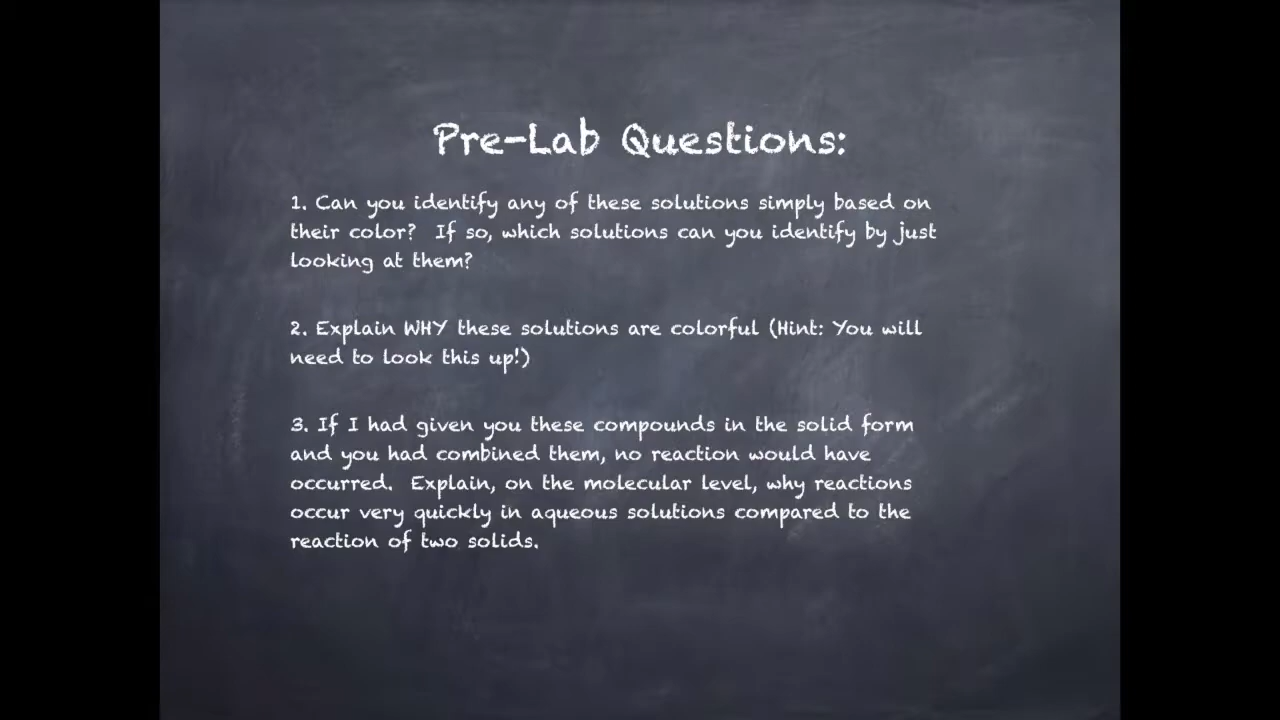 Pre-Lab Questions:
1. Can you identify any of these solutions simply based on
their color?  If so, which solutions can you identify by just
looking at them?
2. Explain WHY these solutions are colorful (Hint: You will
need to look this up!)
3. If I had given you these compounds in the solid form
and you had combined them, no reaction would have
occurred.  Explain, on the molecular level, why reactions
occur very quickly in aqueous solutions compared to the
reaction of two solids.